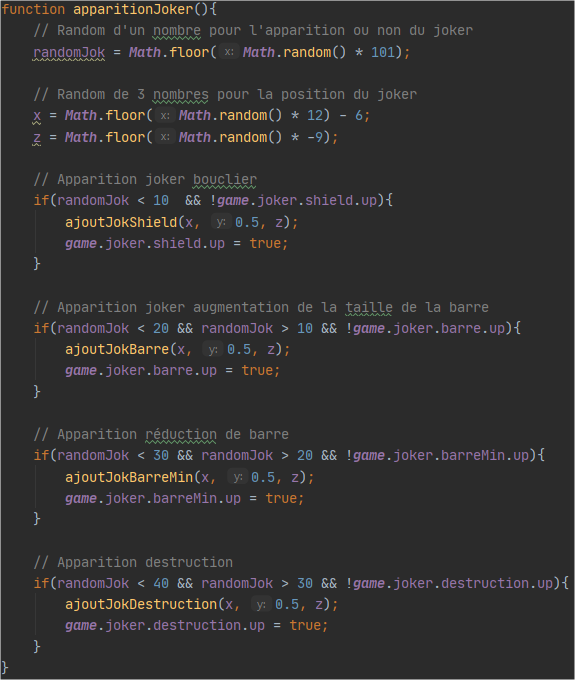 function apparitionJoker(){
    // Random d'un nombre pour l'apparition ou non du joker
    randomJok = Math.floor( x: Math.random() * 101);

    // Random de 3 nombres pour la position du joker
    x = Math.floor( x: Math.random() * 12) - 6;
    z = Math.floor( x: Math.random() * -9);

    // Apparition joker bouclier
    if(randomJok < 10  && !game.joker.shield.up){
        ajoutJokShield(x, y: 0.5, z);
        game.joker.shield.up = true;
    }

    // Apparition joker augmentation de la taille de la barre
    if(randomJok < 20 && randomJok > 10 && !game.joker.barre.up){
        ajoutJokBarre(x, y: 0.5, z);
        game.joker.barre.up = true;
    }

    // Apparition réduction de barre
    if(randomJok < 30 && randomJok > 20 && !game.joker.barreMin.up){
        ajoutJokBarreMin(x, y: 0.5, z);
        game.joker.barreMin.up = true;
    }

    // Apparition destruction
    if(randomJok < 40 && randomJok > 30 && !game.joker.destruction.up){
        ajoutJokDestruction(x, y: 0.5, z);
        game.joker.destruction.up = true;
    }
}